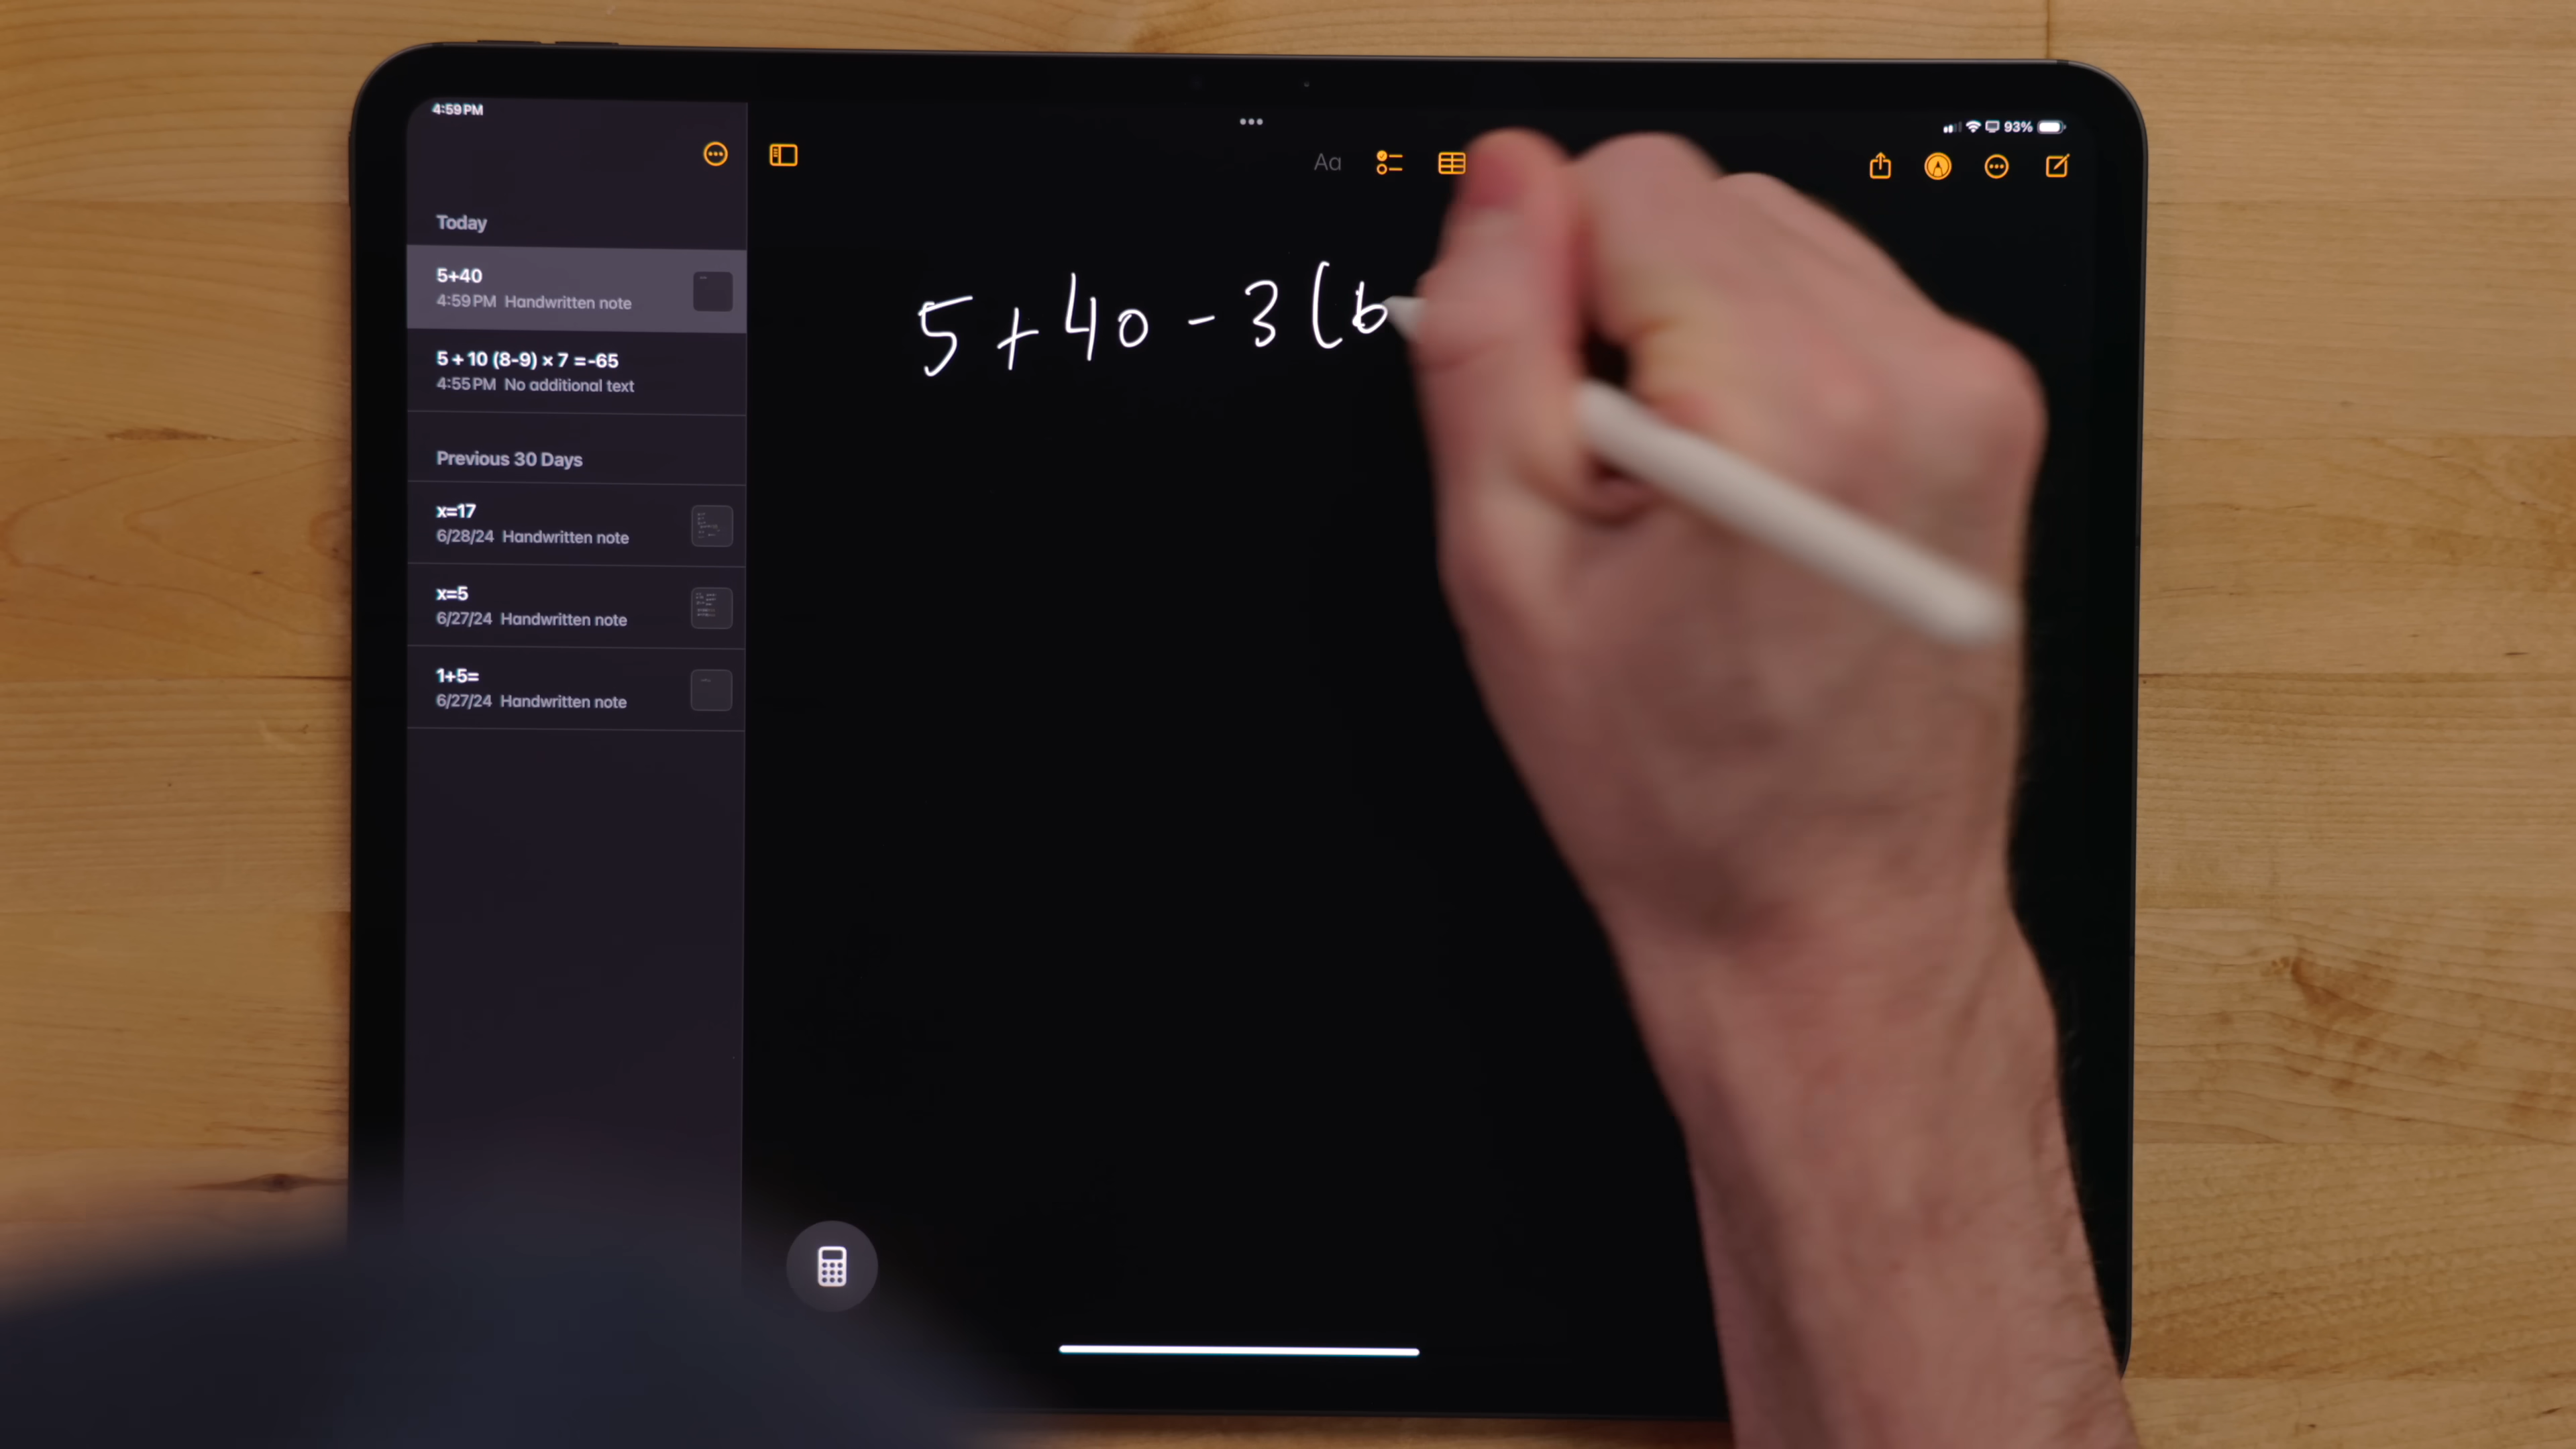 4:59 PM
93%
Today
Aa
5+40
4:59 PM Handwritten note
5 + 40 - 3 (6
5 + 10 (8-9) × 7 =-65
4:55 PM No additional text
Previous 30 Days
x=17
6/28/24 Handwritten note
x=5
6/27/24 Handwritten note
1+5=
6/27/24 Handwritten note